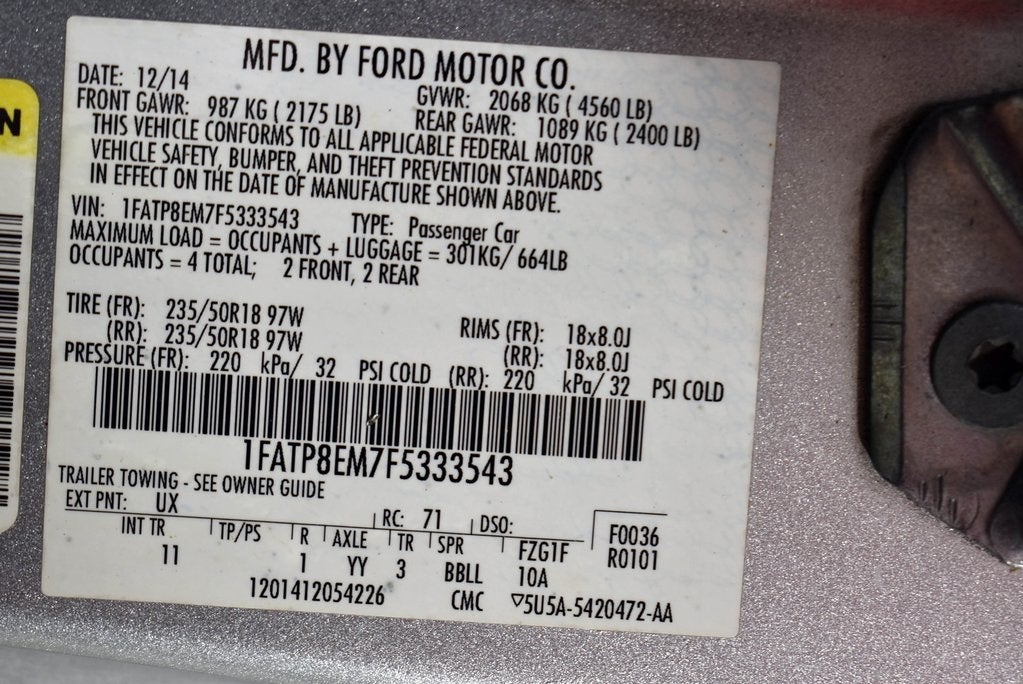 N
MFD. BY FORD MOTOR CO.
DATE: 12/14 GVWR: 2068 KG ( 4560 LB)
FRONT GAWR: 987 KG ( 2175 LB) REAR GAWR: 1089 KG ( 2400 LB)
THIS VEHICLE CONFORMS TO ALL APPLICABLE FEDERAL MOTOR
VEHICLE SAFETY, BUMPER, AND THEFT PREVENTION STANDARDS
IN EFFECT ON THE DATE OF MANUFACTURE SHOWN ABOVE.
VIN: 1FATP8EM7F5333543 TYPE: Passenger Car
MAXIMUM LOAD = OCCUPANTS + LUGGAGE = 301KG/ 664LB
OCCUPANTS = 4 TOTAL; 2 FRONT, 2 REAR
TIRE (FR): 235/50R18 97W RIMS (FR): 18x8.0J
(RR): 235/50R18 97W (RR): 18x8.0J
PRESSURE (FR): 220 kPa/ 32 PSI COLD (RR): 220 kPa/ 32 PSI COLD
1FATP8EM7F5333543
TRAILER TOWING - SEE OWNER GUIDE
EXT PNT: UX RC: 71 DSO: F0036
INT TR TP/PS R AXLE TR SPR FZG1F R0101
11 1 YY 3 BBLL 10A
1201412054226 CMC ▽5U5A-5420472-AA